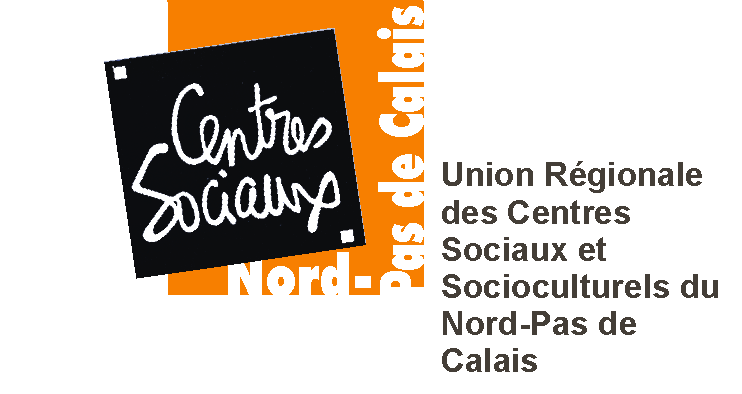 Centres
Sociaux
Nord-
Pas de Calais
Union Régionale
des Centres
Sociaux et
Socioculturels du
Nord-Pas de
Calais